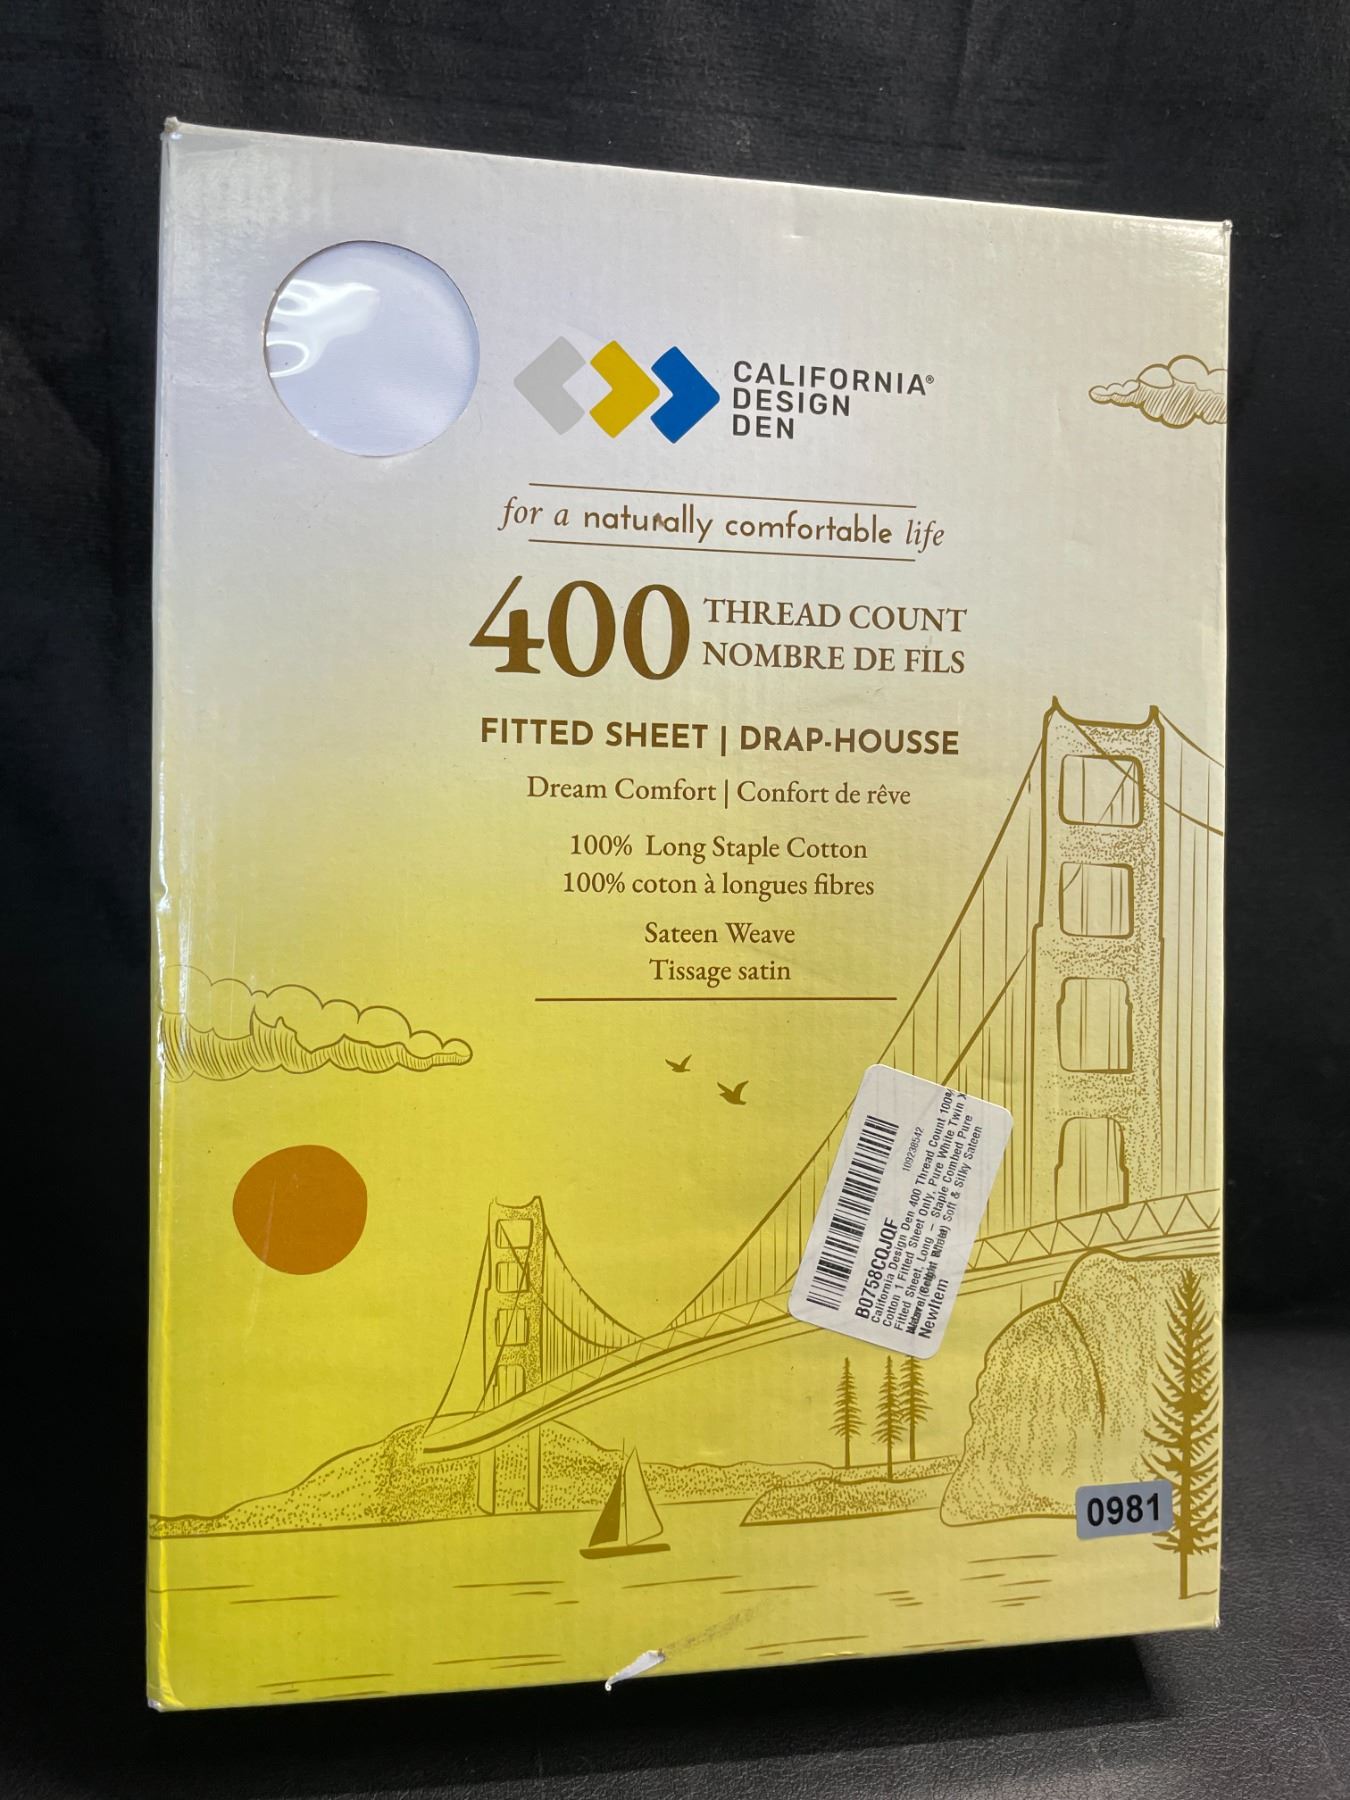 CALIFORNIA®
DESIGN
DEN
for a naturally comfortable life
400 THREAD COUNT
NOMBRE DE FILS
FITTED SHEET | DRAP-HOUSSE
Dream Comfort | Confort de rêve
100% Long Staple Cotton
100% coton à longues fibres
Sateen Weave
Tissage satin
109238542
B0758CQJQF
California Design Den 400 Thread Count 100%
Cotton 1 Fitted Sheet Only, Pure White Twin X
Fitted Sheet, Long - Staple Combed Pure
Soft & Silky Sateen
NewItem
0981